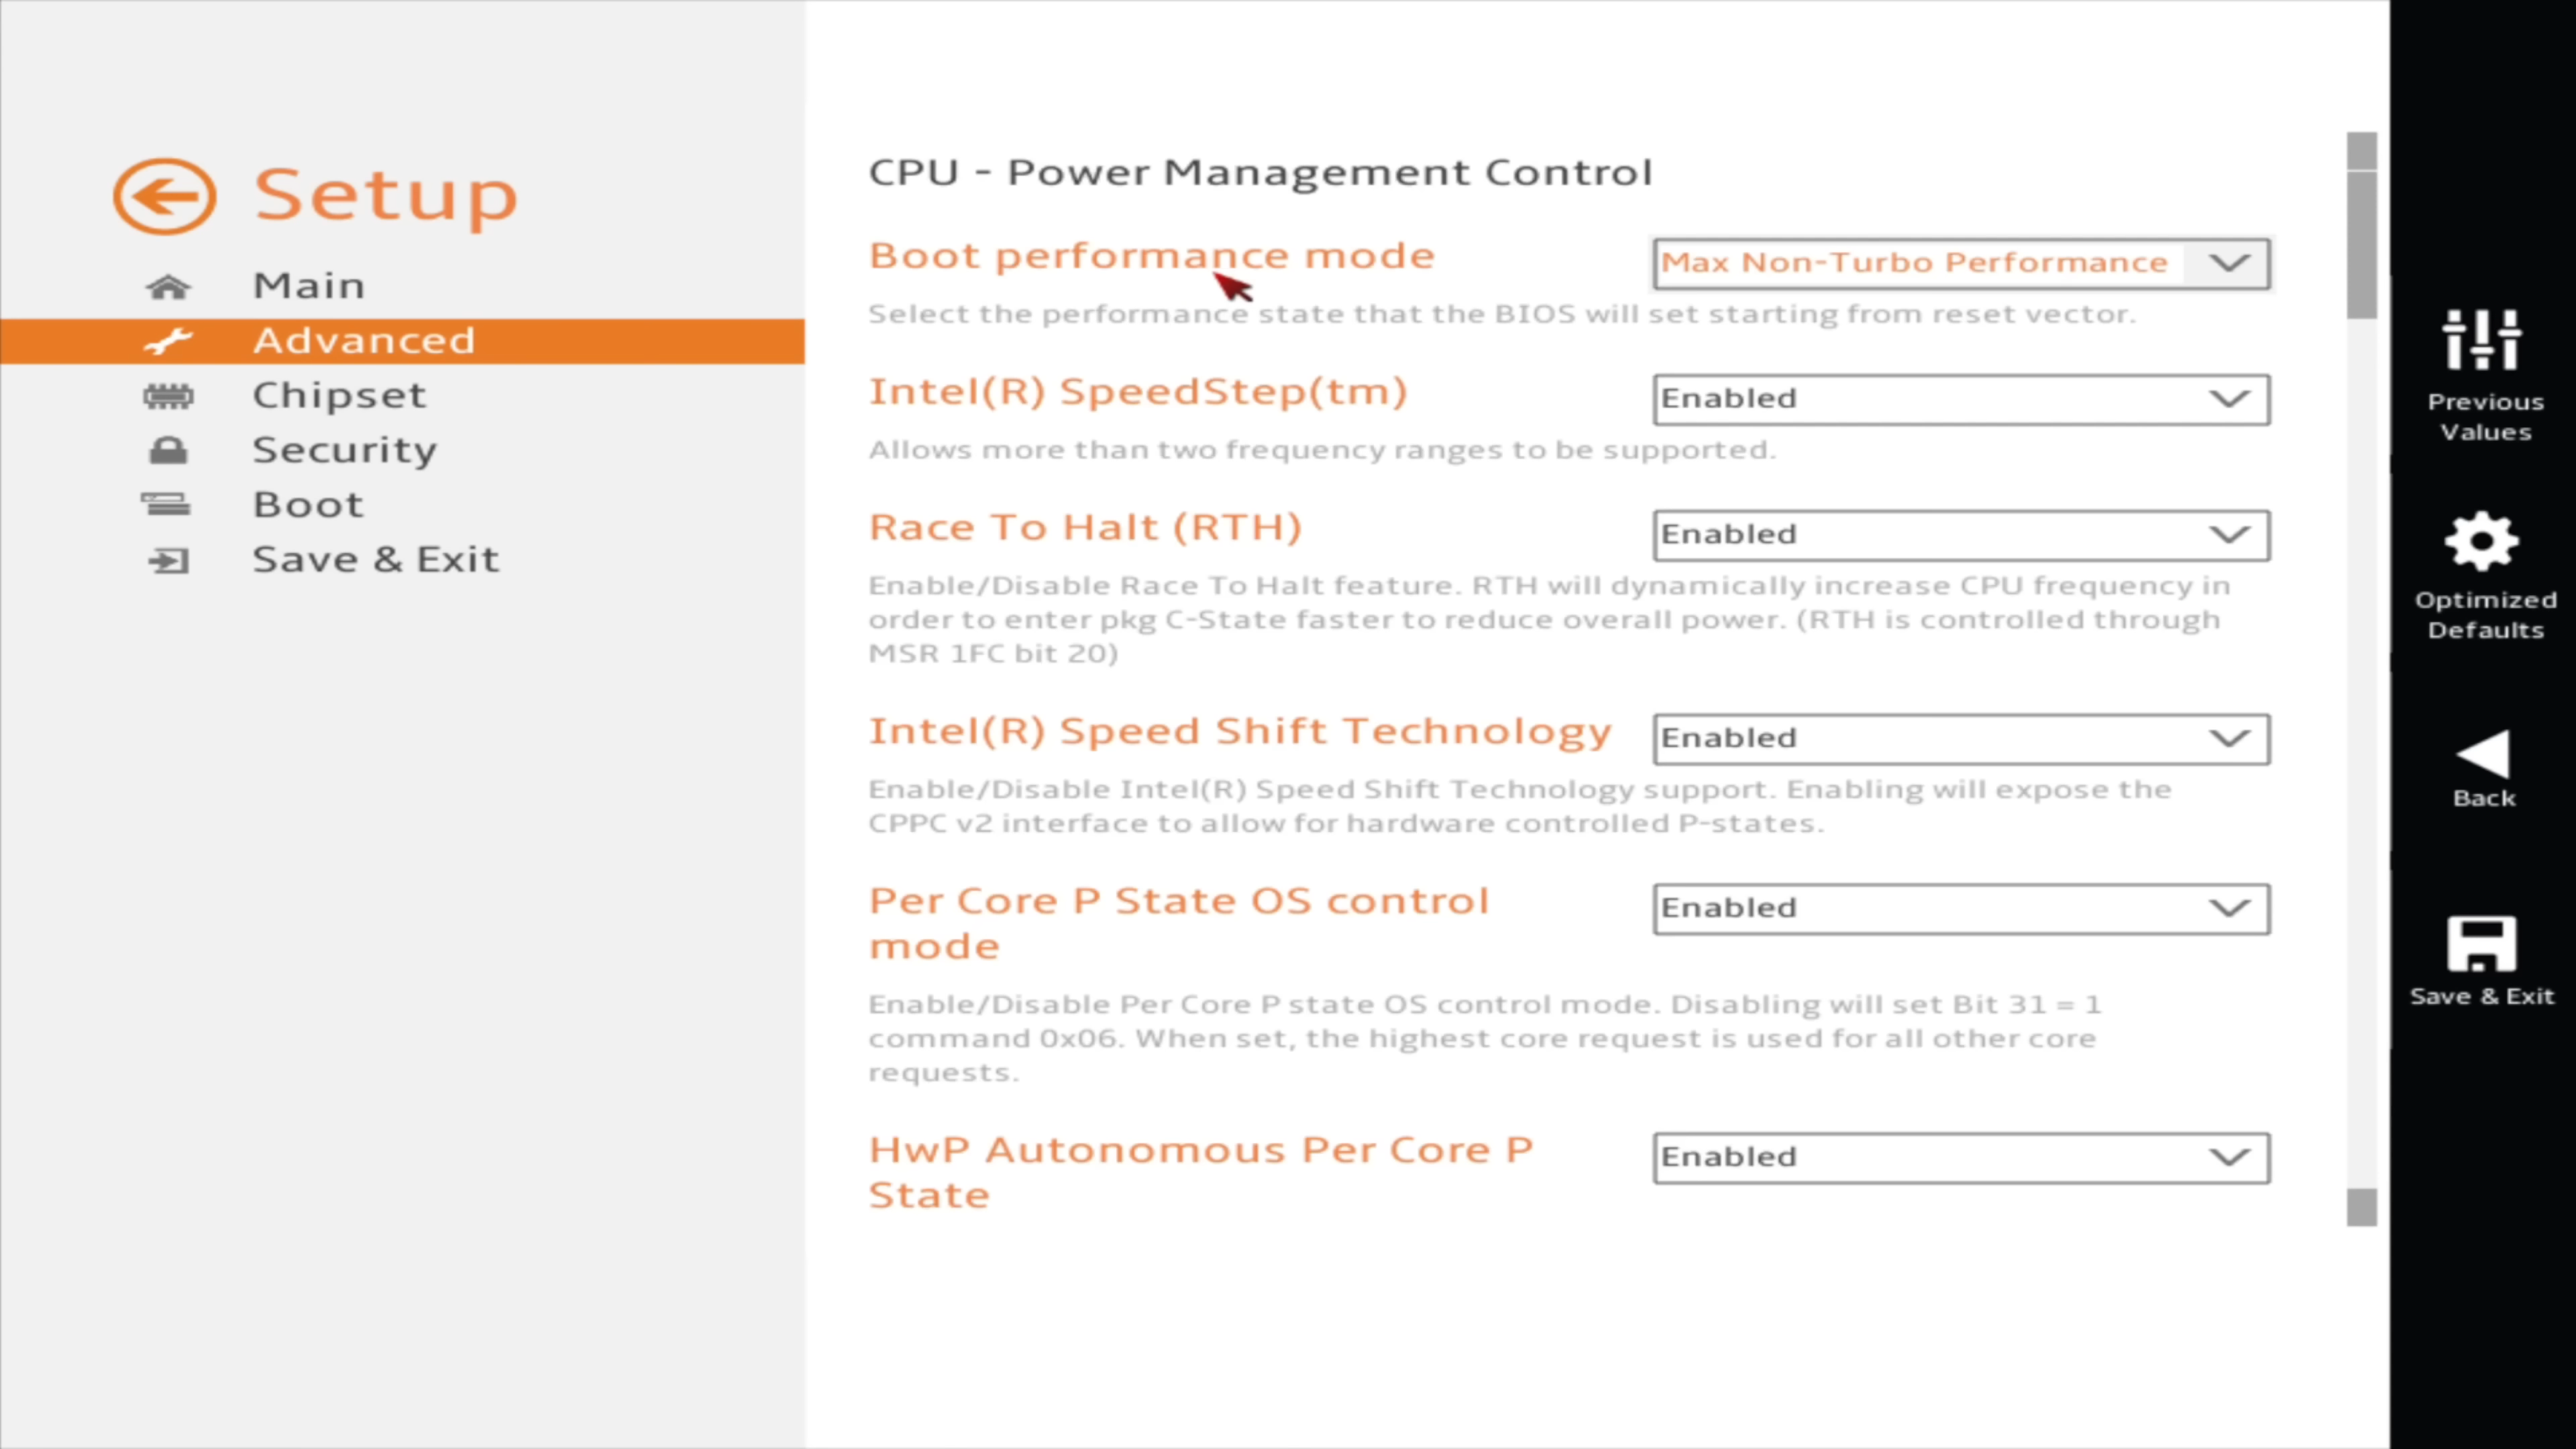 Setup
Main
Advanced
Chipset
Security
Boot
Save & Exit
CPU - Power Management Control
Boot performance mode
Max Non-Turbo Performance
Select the performance state that the BIOS will set starting from reset vector.
Intel(R) SpeedStep(tm)
Enabled
Allows more than two frequency ranges to be supported.
Race To Halt (RTH)
Enabled
Enable/Disable Race To Halt feature. RTH will dynamically increase CPU frequency in
order to enter pkg C-State faster to reduce overall power. (RTH is controlled through
MSR 1FC bit 20)
Intel(R) Speed Shift Technology
Enabled
Enable/Disable Intel(R) Speed Shift Technology support. Enabling will expose the
CPPC v2 interface to allow for hardware controlled P-states.
Per Core P State OS control
mode
Enabled
Enable/Disable Per Core P state OS control mode. Disabling will set Bit 31 = 1
command 0x06. When set, the highest core request is used for all other core
requests.
HwP Autonomous Per Core P
State
Enabled
Previous
Values
Optimized
Defaults
Back
Save & Exit